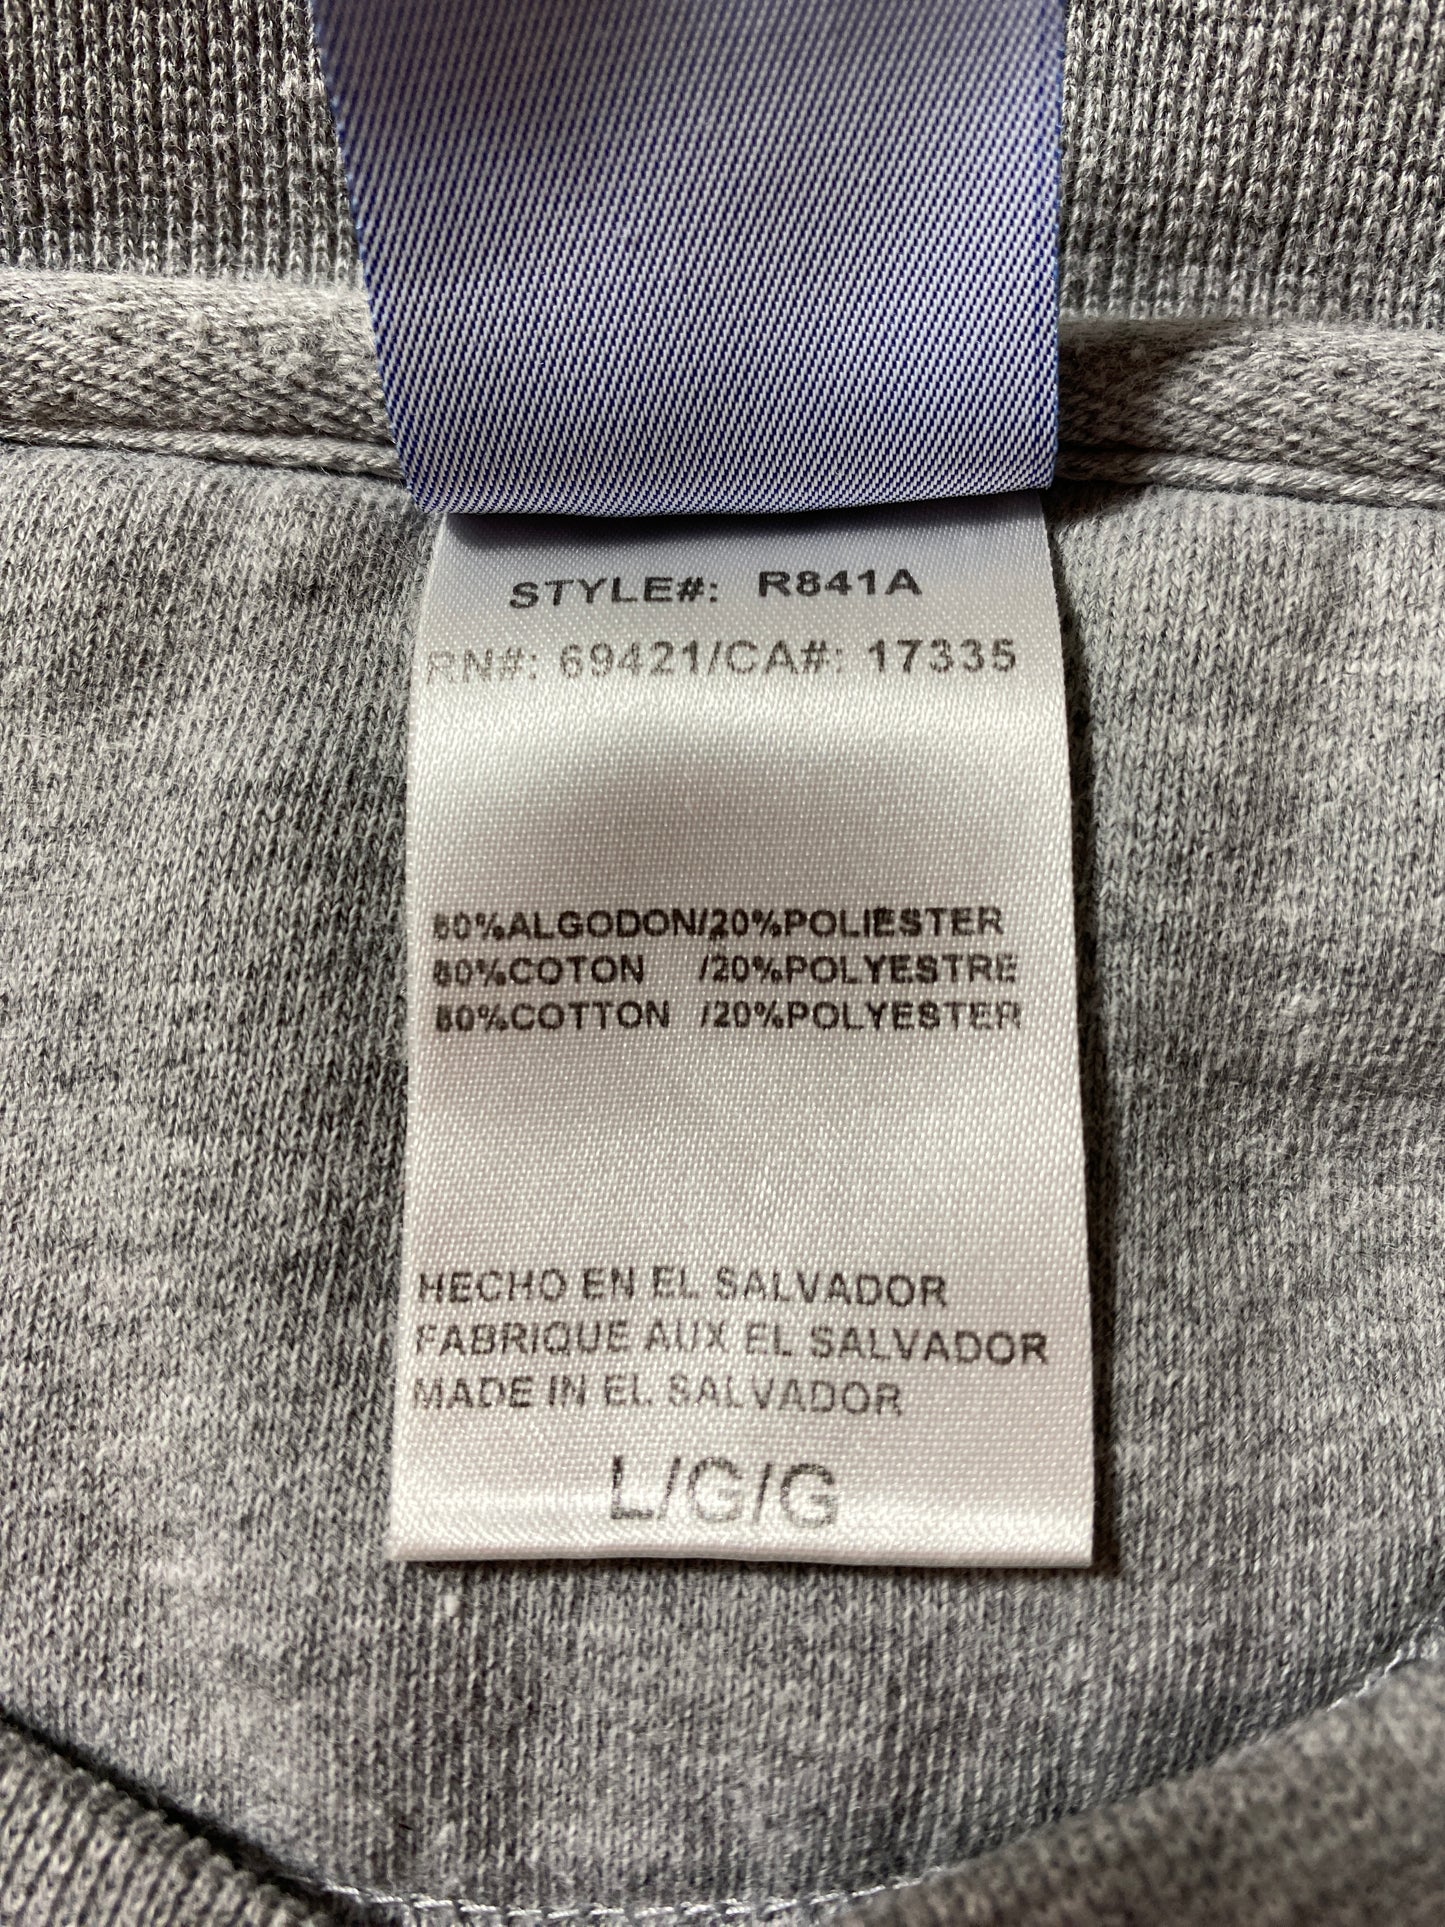 STYLE#: R841A
RN#: 69421/CA#: 17335
80%ALGODON/20%POLIESTER
80%COTON /20%POLYESTRE
80%COTTON /20%POLYESTER
HECHO EN EL SALVADOR
FABRIQUE AUX EL SALVADOR
MADE IN EL SALVADOR
L/G/G